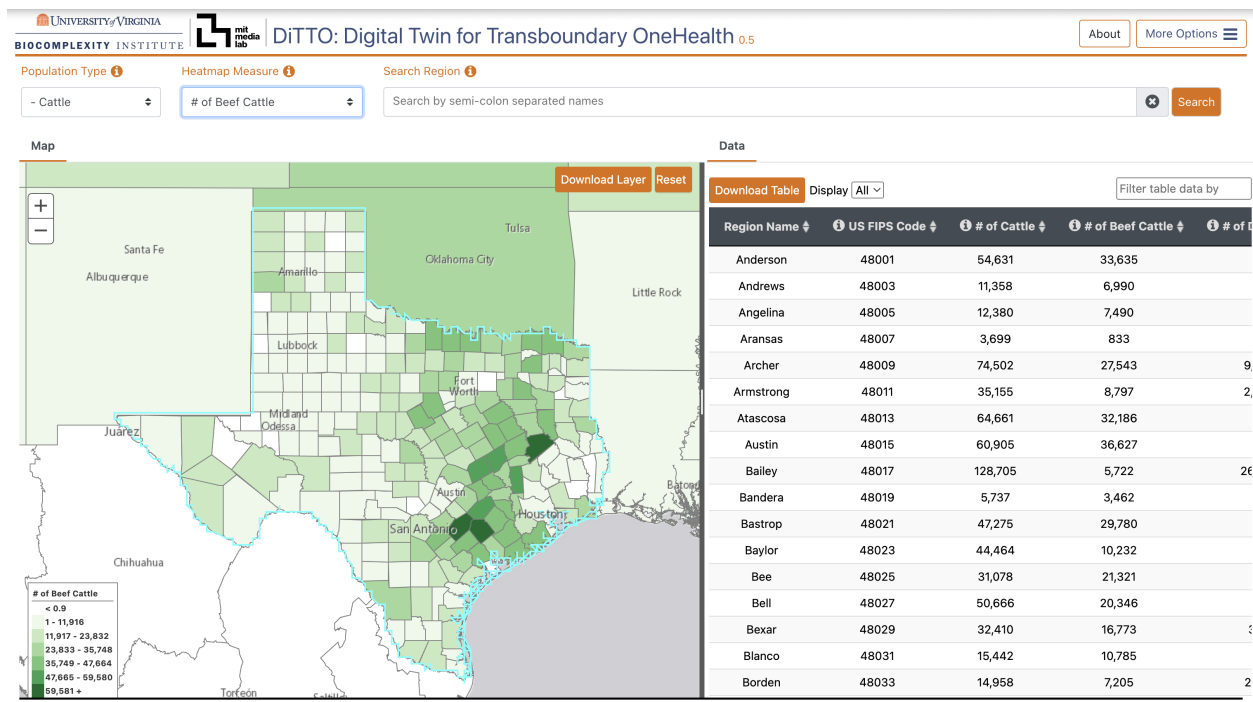 UNIVERSITY of VIRGINIA
BIOCOMPLEXITY INSTITUTE
mit
media
lab
DiTTO: Digital Twin for Transboundary OneHealth 0.5
About
More Options
Population Type
Heatmap Measure
Search Region
- Cattle
# of Beef Cattle
Search by semi-colon separated names
Search
Map
Data
Download Layer
Reset
+
−
Santa Fe
Albuquerque
Amarillo
Tulsa
Oklahoma City
Little Rock
Lubbock
Fort
Worth
Midland
Odessa
Juárez
Austin
Houston
San Antonio
Chihuahua
Torreón
# of Beef Cattle
< 0.9
1 - 11,916
11,917 - 23,832
23,833 - 35,748
35,749 - 47,664
47,665 - 59,580
59,581 +
Download Table Display All
Filter table data by
Region Name US FIPS Code # of Cattle # of Beef Cattle # of
Anderson 48001 54,631 33,635
Andrews 48003 11,358 6,990
Angelina 48005 12,380 7,490
Aransas 48007 3,699 833
Archer 48009 74,502 27,543 9,
Armstrong 48011 35,155 8,797 2,
Atascosa 48013 64,661 32,186
Austin 48015 60,905 36,627
Bailey 48017 128,705 5,722 26
Bandera 48019 5,737 3,462
Bastrop 48021 47,275 29,780
Baylor 48023 44,464 10,232
Bee 48025 31,078 21,321
Bell 48027 50,666 20,346
Bexar 48029 32,410 16,773 3
Blanco 48031 15,442 10,785
Borden 48033 14,958 7,205 2